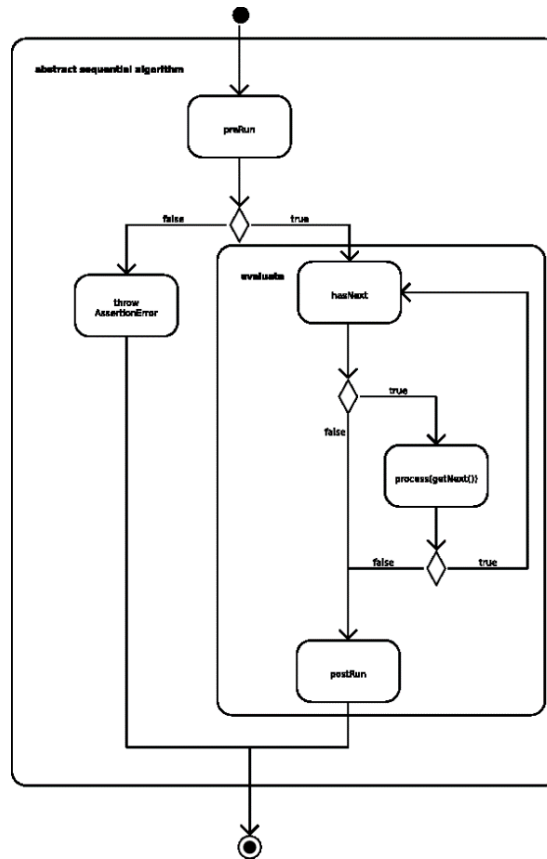 abstract sequential algorithm
preRun
false
true
evaluate
throw
AssertionError
hasNext
true
false
process(getNext())
false
true
postRun